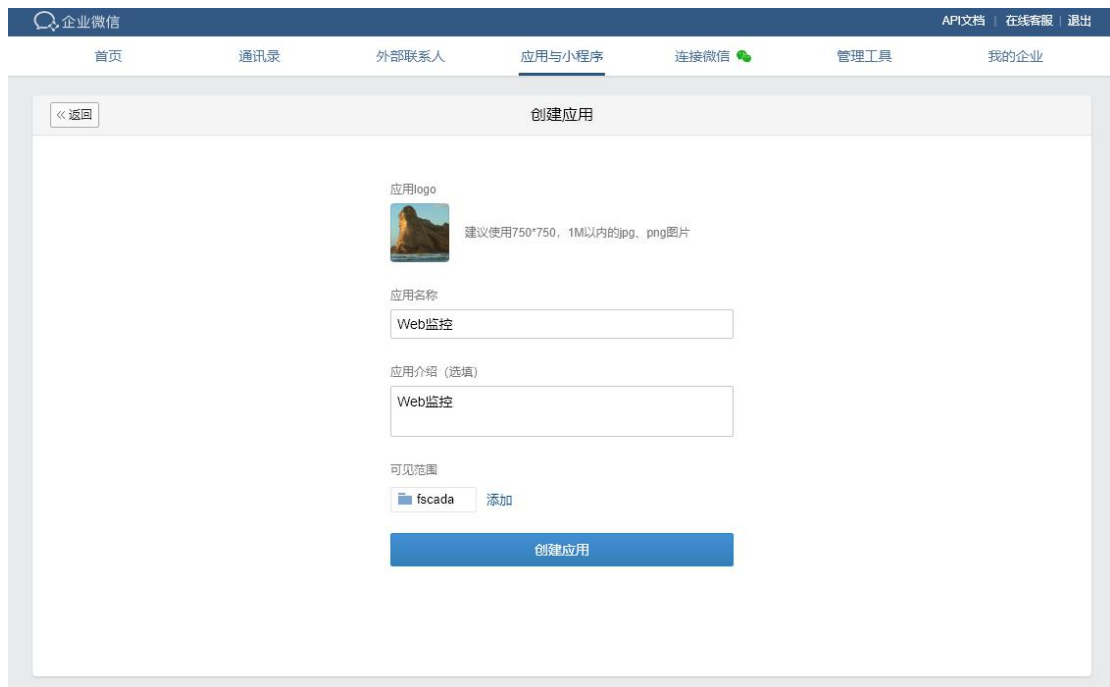 企业微信
API文档 | 在线客服 | 退出
首页 通讯录 外部联系人 应用与小程序 连接微信 管理工具 我的企业
«返回 创建应用
应用logo
建议使用750*750，1M以内的jpg、png图片
应用名称
Web监控
应用介绍（选填）
Web监控
可见范围
fscada 添加
创建应用